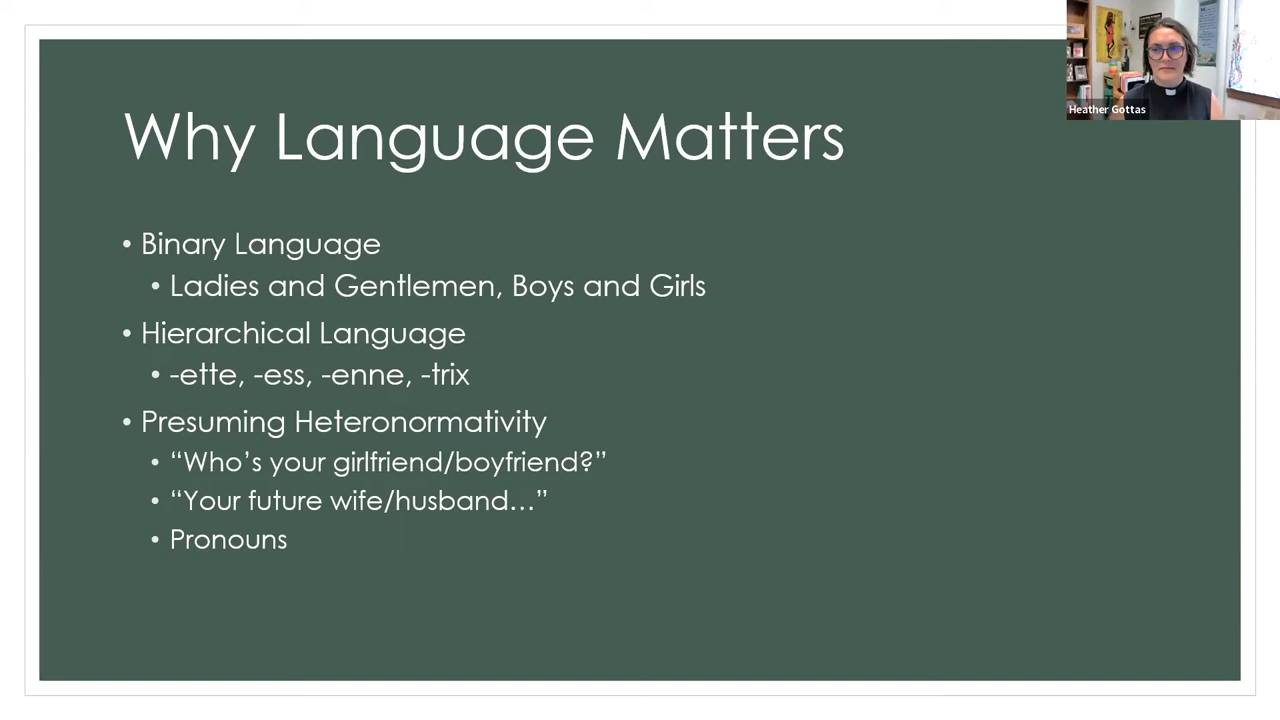 Heather Gottas
Why Language Matters
• Binary Language
• Ladies and Gentlemen, Boys and Girls
• Hierarchical Language
• -ette, -ess, -enne, -trix
• Presuming Heteronormativity
• “Who’s your girlfriend/boyfriend?”
• “Your future wife/husband…”
• Pronouns